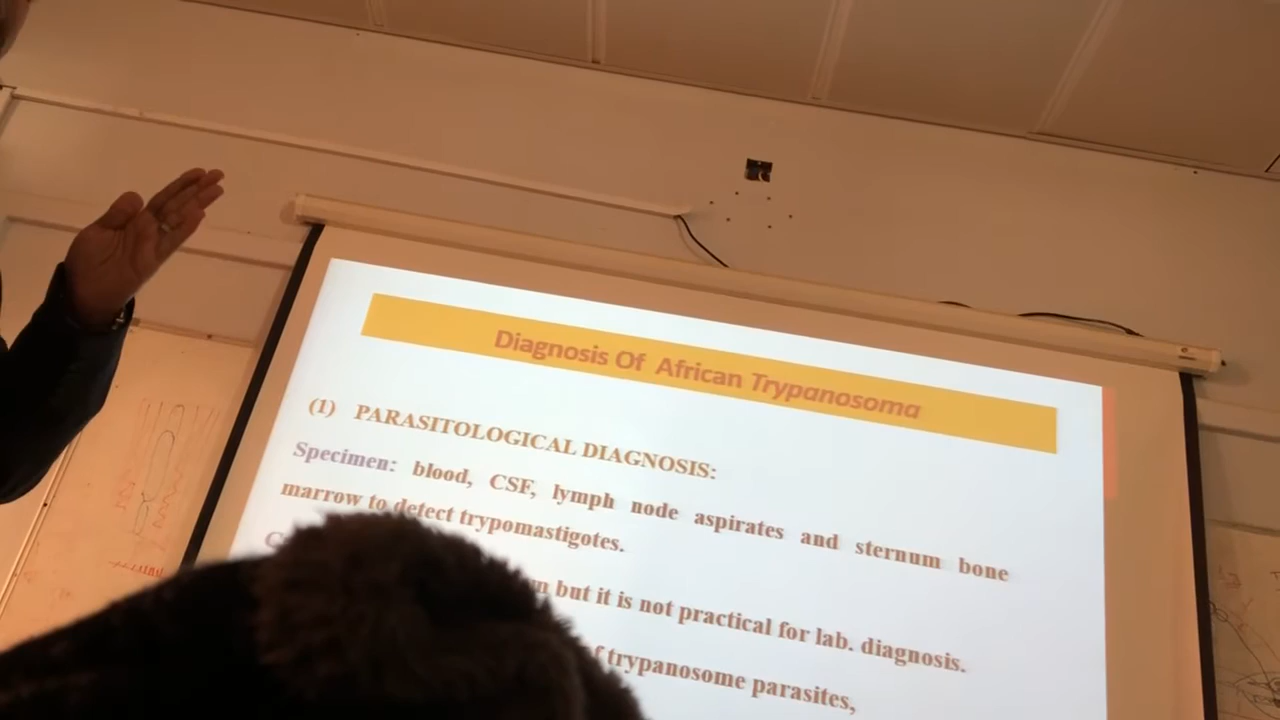 Diagnosis Of African Trypanosoma
(1) PARASITOLOGICAL DIAGNOSIS:
Specimen: blood, CSF, lymph node aspirates and sternum bone
marrow to detect trypomastigotes.
but it is not practical for lab. diagnosis.
trypanosome parasites,